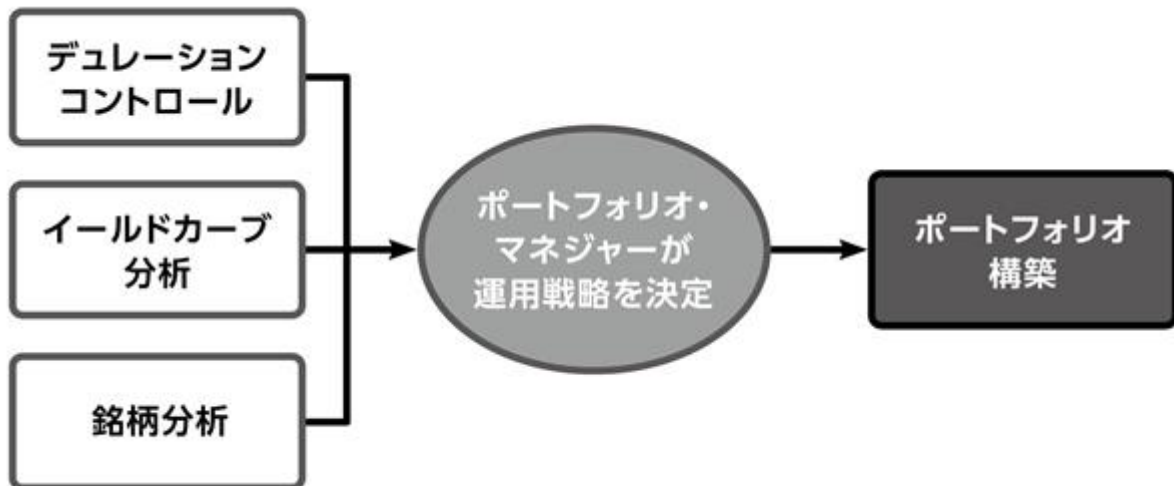 デュレーション
コントロール
イールドカーブ
分析
銘柄分析
ポートフォリオ・
マネジャーが
運用戦略を決定
ポートフォリオ
構築